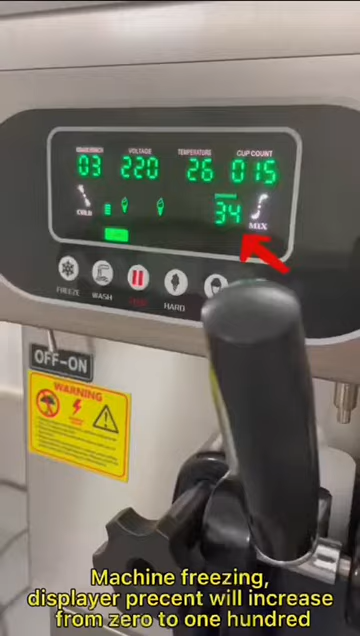 VOLTAGE TEMPERATURE CUP COUNT
03 220 26 015
COLD 34 MIX
FREEZE WASH HARD
OFF-ON
WARNING
Machine freezing,
displayer precent will increase
from zero to one hundred